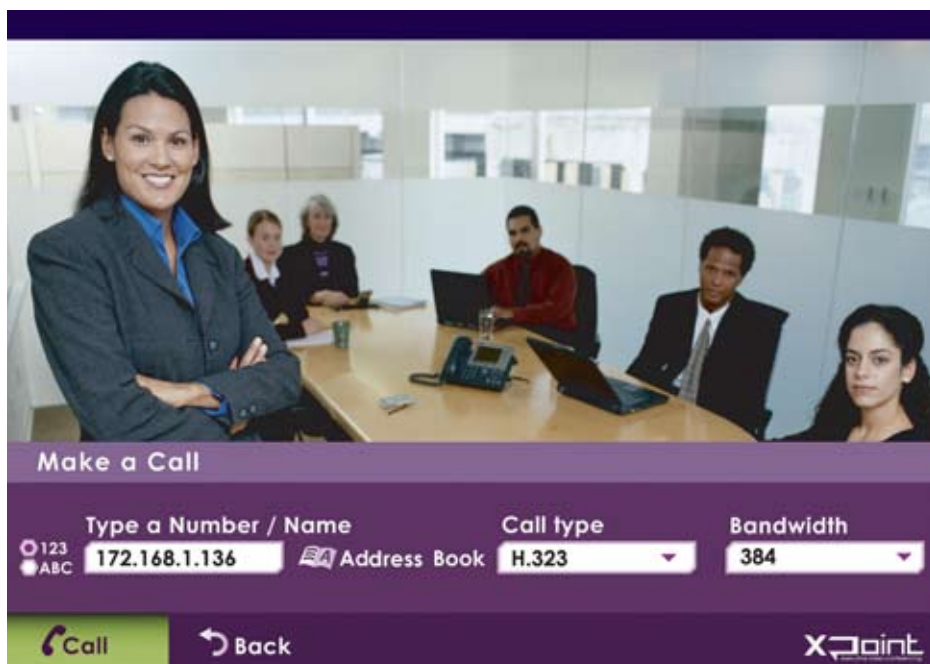 Make a Call
Type a Number / Name
Call type
Bandwidth
123
ABC
172.168.1.136
Address Book
H.323
384
Call
Back
XPoint